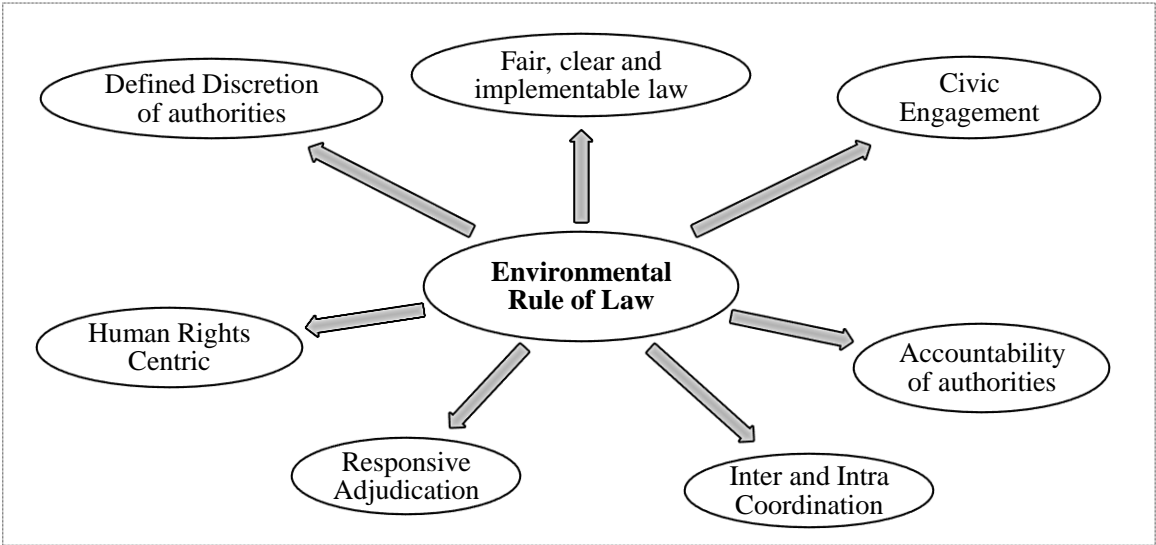 Defined Discretion
of authorities
Fair, clear and
implementable law
Civic
Engagement
Environmental
Rule of Law
Human Rights
Centric
Accountability
of authorities
Responsive
Adjudication
Inter and Intra
Coordination